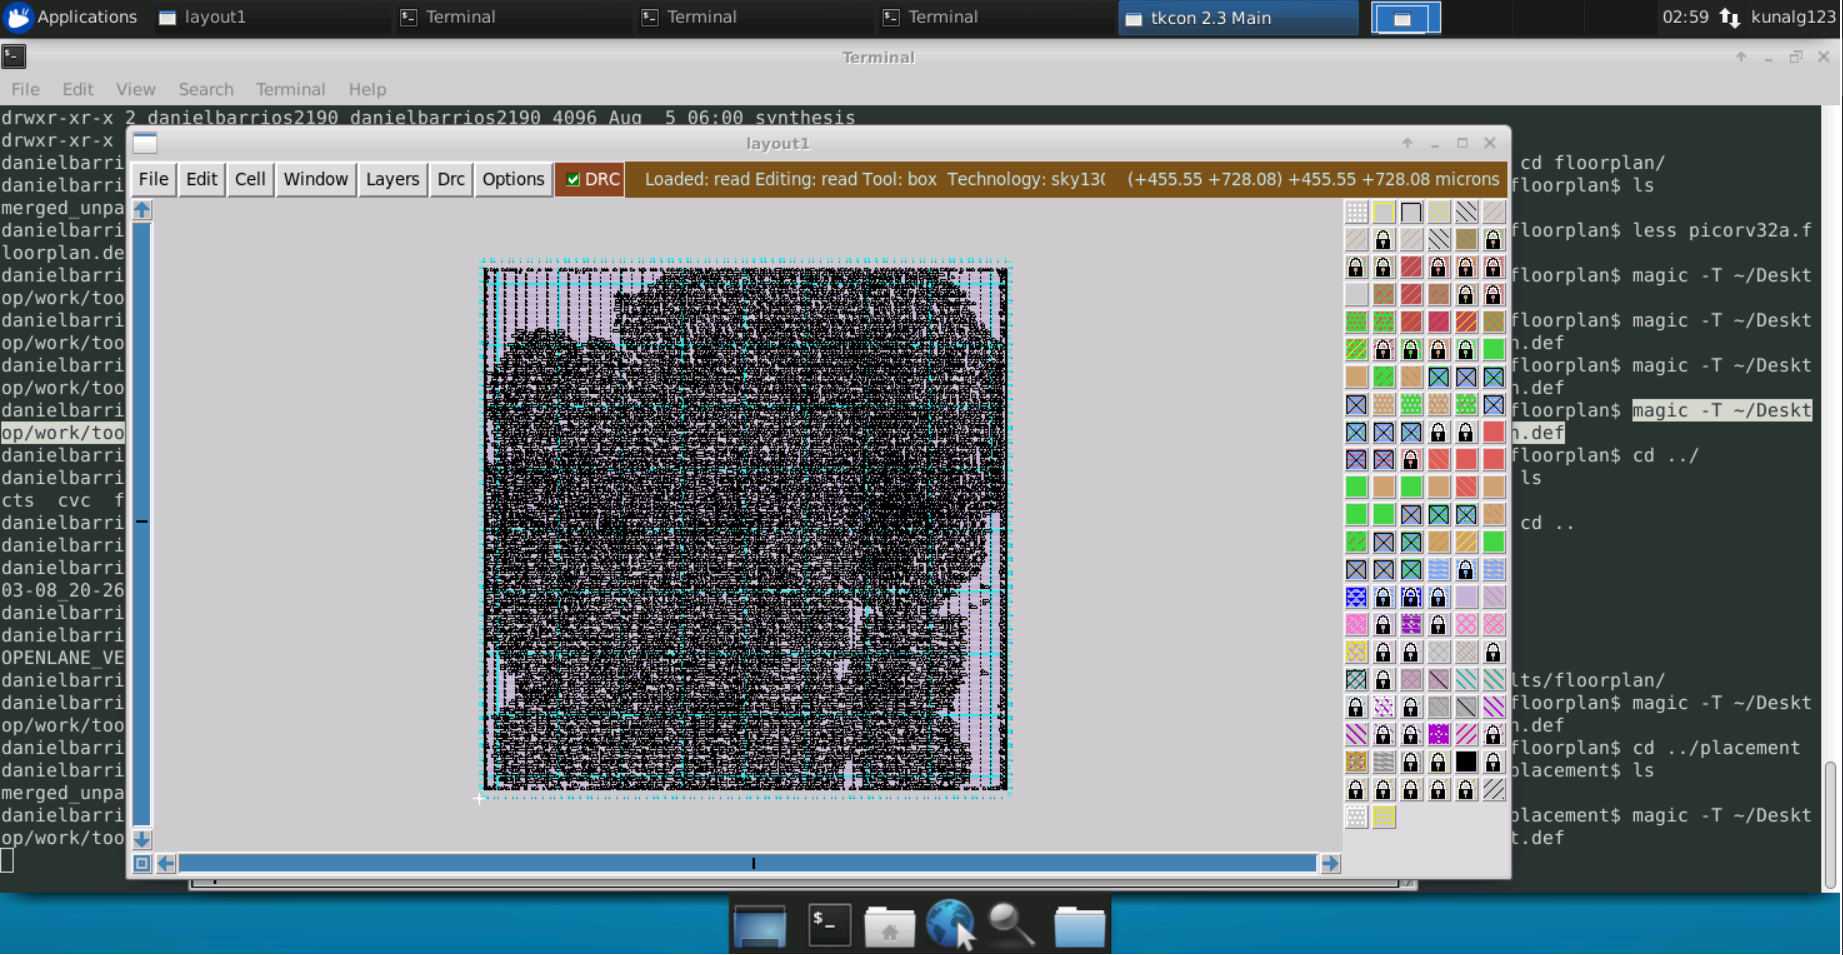 Applications layout1 Terminal Terminal Terminal tkcon 2.3 Main 02:59 kunalg123
Terminal
File Edit View Search Terminal Help
drwxr-xr-x 2 danielbarrios2190 danielbarrios2190 4096 Aug 5 06:00 synthesis
drwxr-xr-x
layout1
danielbarri cd floorplan/
File Edit Cell Window Layers Drc Options DRC Loaded: read Editing: read Tool: box Technology: sky130 (+455.55 +728.08) +455.55 +728.08 microns
danielbarri floorplan$ ls
merged_unpa
danielbarri floorplan$ less picorv32a.f
loorplan.de
danielbarri floorplan$ magic -T ~/Deskt
op/work/too
danielbarri floorplan$ magic -T ~/Deskt
op/work/too n.def
danielbarri floorplan$ magic -T ~/Deskt
op/work/too n.def
danielbarri floorplan$ magic -T ~/Deskt
op/work/too n.def
danielbarri floorplan$ cd ../
danielbarri ls
cts cvc f
danielbarri cd ..
danielbarri
danielbarri
03-08_20-26
danielbarri
danielbarri
OPENLANE_VE
danielbarri lts/floorplan/
danielbarri floorplan$ magic -T ~/Deskt
op/work/too n.def
danielbarri floorplan$ cd ../placement
danielbarri placement$ ls
merged_unpa
danielbarri placement$ magic -T ~/Deskt
op/work/too t.def